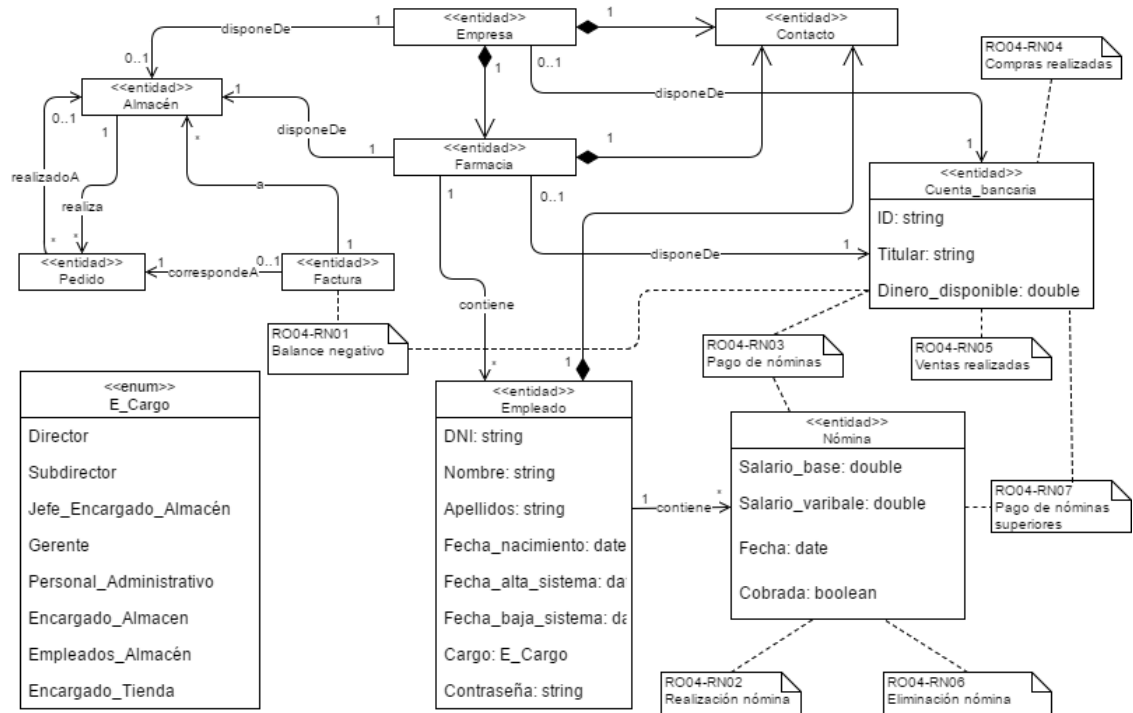 <<entidad>>
Empresa
<<entidad>>
Contacto
1
disponeDe
1
0..1
1
0..1
RO04-RN04
Compras realizadas
<<entidad>>
Almacén
0..1
1
1
*
disponeDe
1
disponeDe
<<entidad>>
Farmacia
1
1
0..1
1
<<entidad>>
Cuenta_bancaria
ID: string
Titular: string
Dinero_disponible: double
realizadoA
realiza
a
*
*
1
<<entidad>>
Pedido
1
correspondeA
0..1
<<entidad>>
Factura
disponeDe
1
contiene
RO04-RN01
Balance negativo
RO04-RN03
Pago de nóminas
RO04-RN05
Ventas realizadas
*
1
<<enum>>
E_Cargo
Director
Subdirector
Jefe_Encargado_Almacén
Gerente
Personal_Administrativo
Encargado_Almacen
Empleados_Almacén
Encargado_Tienda
<<entidad>>
Empleado
DNI: string
Nombre: string
Apellidos: string
Fecha_nacimiento: date
Fecha_alta_sistema: da
Fecha_baja_sistema: da
Cargo: E_Cargo
Contraseña: string
1
contiene
*
<<entidad>>
Nómina
Salario_base: double
Salario_varibale: double
Fecha: date
Cobrada: boolean
RO04-RN07
Pago de nóminas
superiores
RO04-RN02
Realización nómina
RO04-RN06
Eliminación nómina